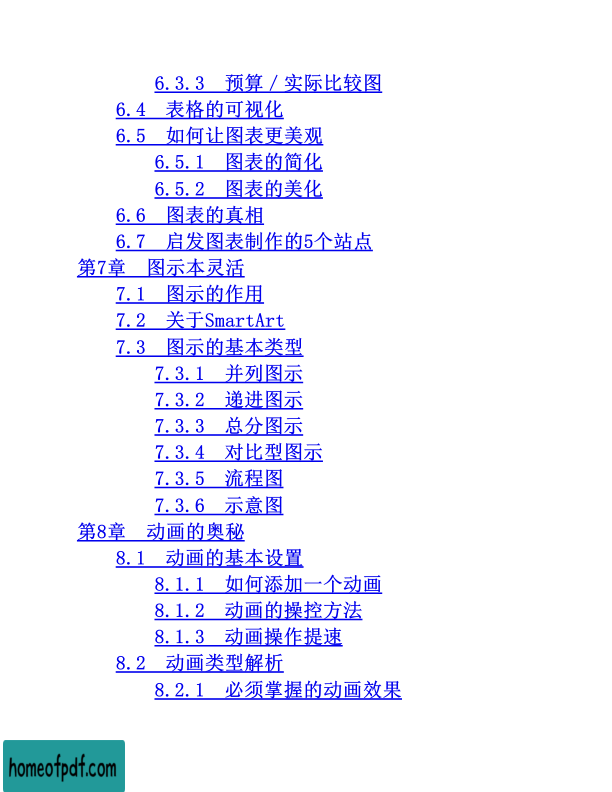 6.3.3　预算／实际比较图
6.4　表格的可视化
6.5　如何让图表更美观
6.5.1　图表的简化
6.5.2　图表的美化
6.6　图表的真相
6.7　启发图表制作的5个站点
第7章　图示本灵活
7.1　图示的作用
7.2　关于SmartArt
7.3　图示的基本类型
7.3.1　并列图示
7.3.2　递进图示
7.3.3　总分图示
7.3.4　对比型图示
7.3.5　流程图
7.3.6　示意图
第8章　动画的奥秘
8.1　动画的基本设置
8.1.1　如何添加一个动画
8.1.2　动画的操控方法
8.1.3　动画操作提速
8.2　动画类型解析
8.2.1　必须掌握的动画效果
homeofpdf.com